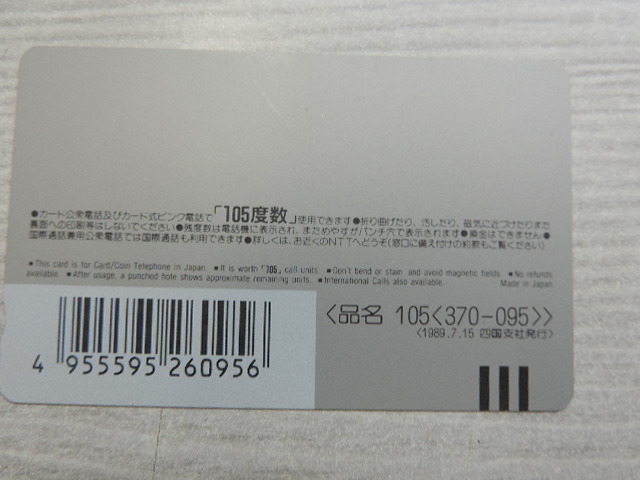 ●カード公衆電話及びカード式ピンク電話で「105度数」使用できます●折り曲げたり、汚したり、磁気に近づけたりまた
裏面への印刷等はしないでください●残度数は電話機に表示され、まためやすがパンチ穴で表示されます●換金はできません●
国際通話兼用公衆電話では国際通話も利用できます●詳しくは、お近くのNTTへどうぞ(窓口に備え付けの約款もご覧ください)
■This card is for Card/Coin Telephone in Japan. ■It is worth「105」call units. ■Don't bend or stain and avoid magnetic fields. ■No refunds
available. ■After usage, a punched hole shows approximate remaining units. ■International Calls also available. Made in Japan
〈品名 105〈370-095〉〉
〈1989.7.15 四国支社発行〉
4 955595 260956